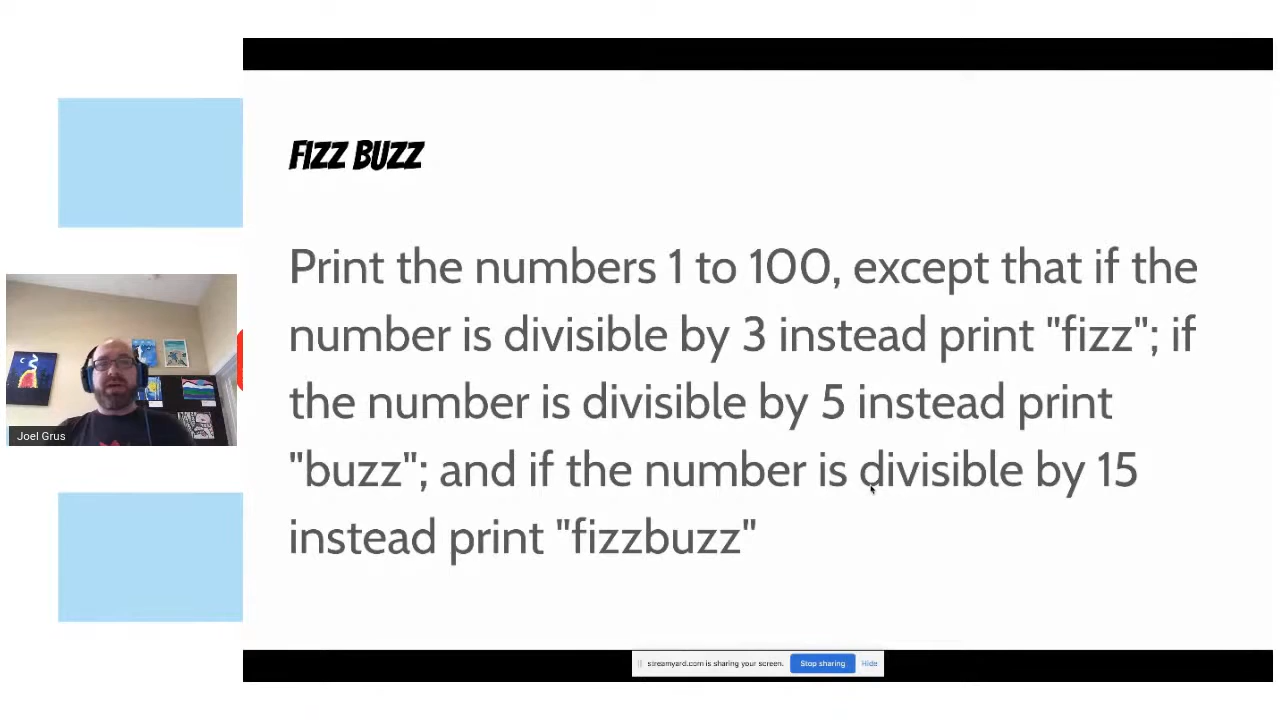 FIZZ BUZZ
Print the numbers 1 to 100, except that if the
number is divisible by 3 instead print "fizz"; if
the number is divisible by 5 instead print
"buzz"; and if the number is divisible by 15
instead print "fizzbuzz"
Joel Grus
streamyard.com is sharing your screen. Stop sharing Hide